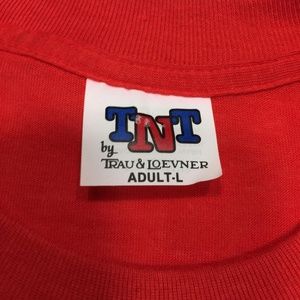 TNT
by
TRAU & LOEVNER
ADULT-L